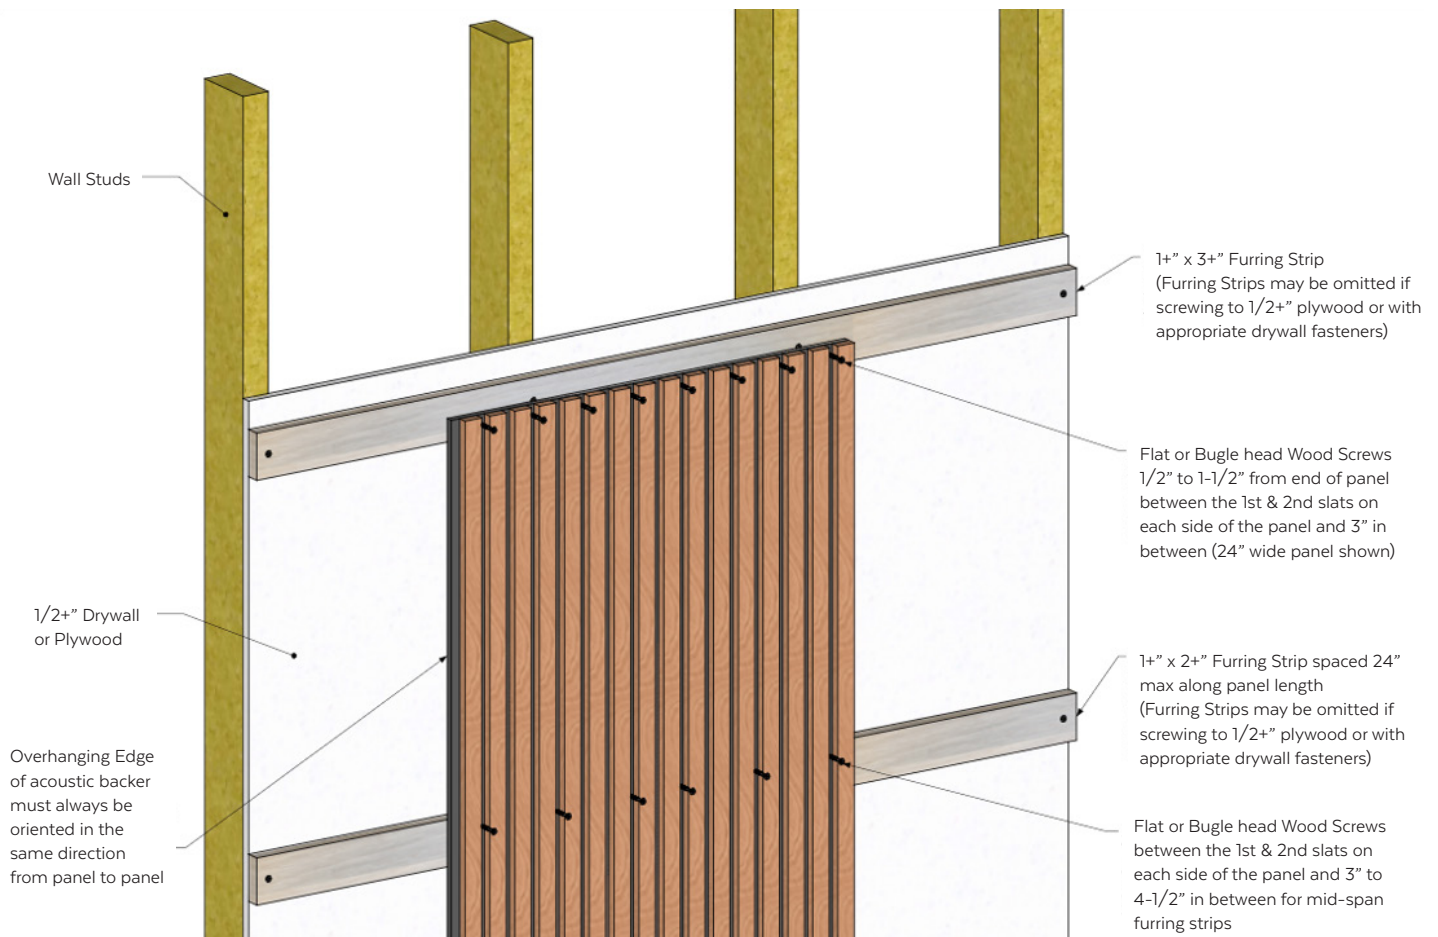 Wall Studs
1+” x 3+” Furring Strip
(Furring Strips may be omitted if
screwing to 1/2+” plywood or with
appropriate drywall fasteners)
Flat or Bugle head Wood Screws
1/2” to 1-1/2” from end of panel
between the 1st & 2nd slats on
each side of the panel and 3” in
between (24” wide panel shown)
1/2+” Drywall
or Plywood
1+” x 2+” Furring Strip spaced 24”
max along panel length
(Furring Strips may be omitted if
screwing to 1/2+” plywood or with
appropriate drywall fasteners)
Overhanging Edge
of acoustic backer
must always be
oriented in the
same direction
from panel to panel
Flat or Bugle head Wood Screws
between the 1st & 2nd slats on
each side of the panel and 3” to
4-1/2” in between for mid-span
furring strips